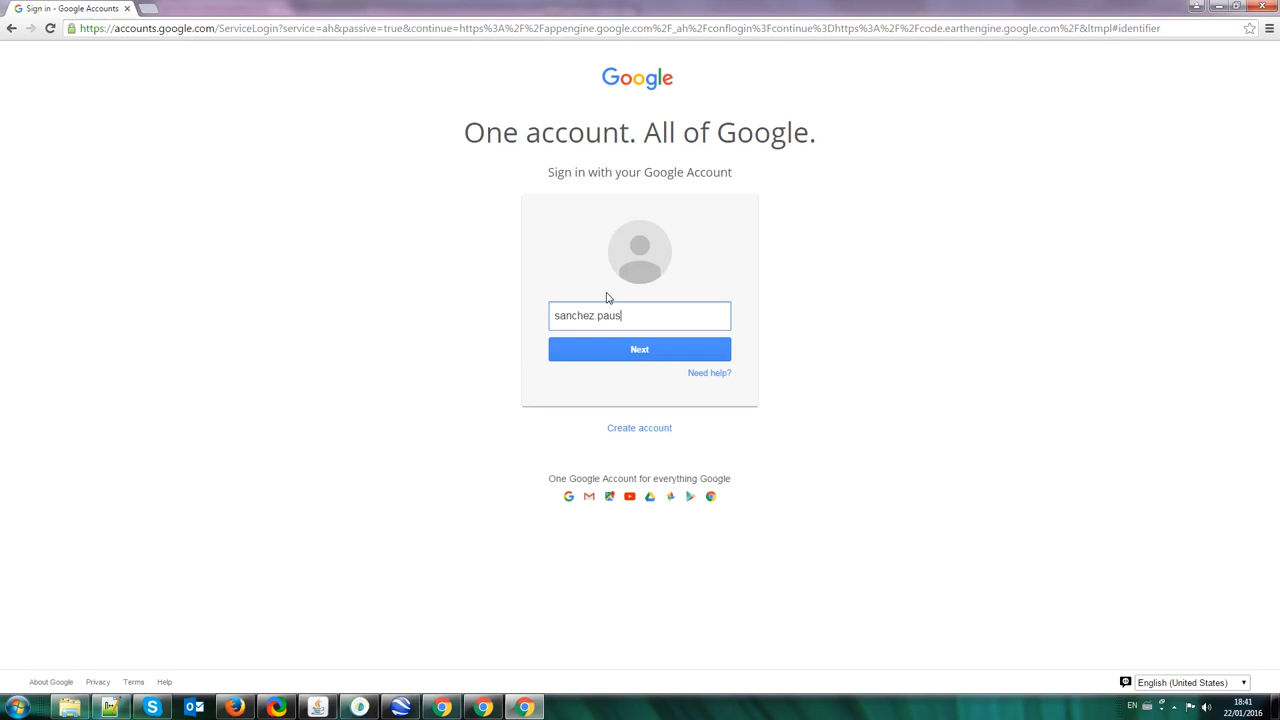 Sign in - Google Accounts
https://accounts.google.com/ServiceLogin?service=ah&passive=true&continue=https%3A%2F%2Fappengine.google.com%2F_ah%2Fconflogin%3Fcontinue%3Dhttps%3A%2F%2Fcode.earthengine.google.com%2F&ltmpl#identifier
Google
One account. All of Google.
Sign in with your Google Account
sanchez.paus
Next
Need help?
Create account
One Google Account for everything Google
About Google Privacy Terms Help
English (United States)
EN 18:41
22/01/2016